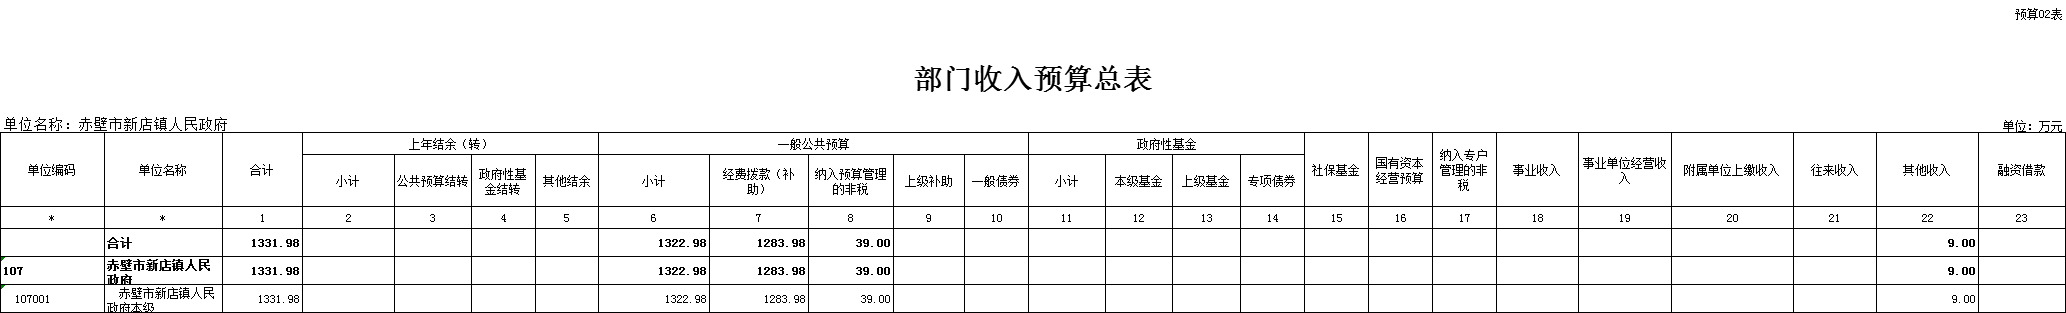 预算02表
部门收入预算总表
单位名称：赤壁市新店镇人民政府 单位：万元
单位编码 单位名称 合计 上年结余（转） 一般公共预算 政府性基金 社保基金 国有资本经营预算 纳入专户管理的非税 事业收入 事业单位经营收入 附属单位上缴收入 往来收入 其他收入 融资借款
小计 公共预算结转 政府性基金结转 其他结余 小计 经费拨款（补助） 纳入预算管理的非税 上级补助 一般债券 小计 本级基金 上级基金 专项债券
* * 1 2 3 4 5 6 7 8 9 10 11 12 13 14 15 16 17 18 19 20 21 22 23
合计 1331.98 1322.98 1283.98 39.00 9.00
107 赤壁市新店镇人民政府 1331.98 1322.98 1283.98 39.00 9.00
107001 赤壁市新店镇人民政府本级 1331.98 1322.98 1283.98 39.00 9.00